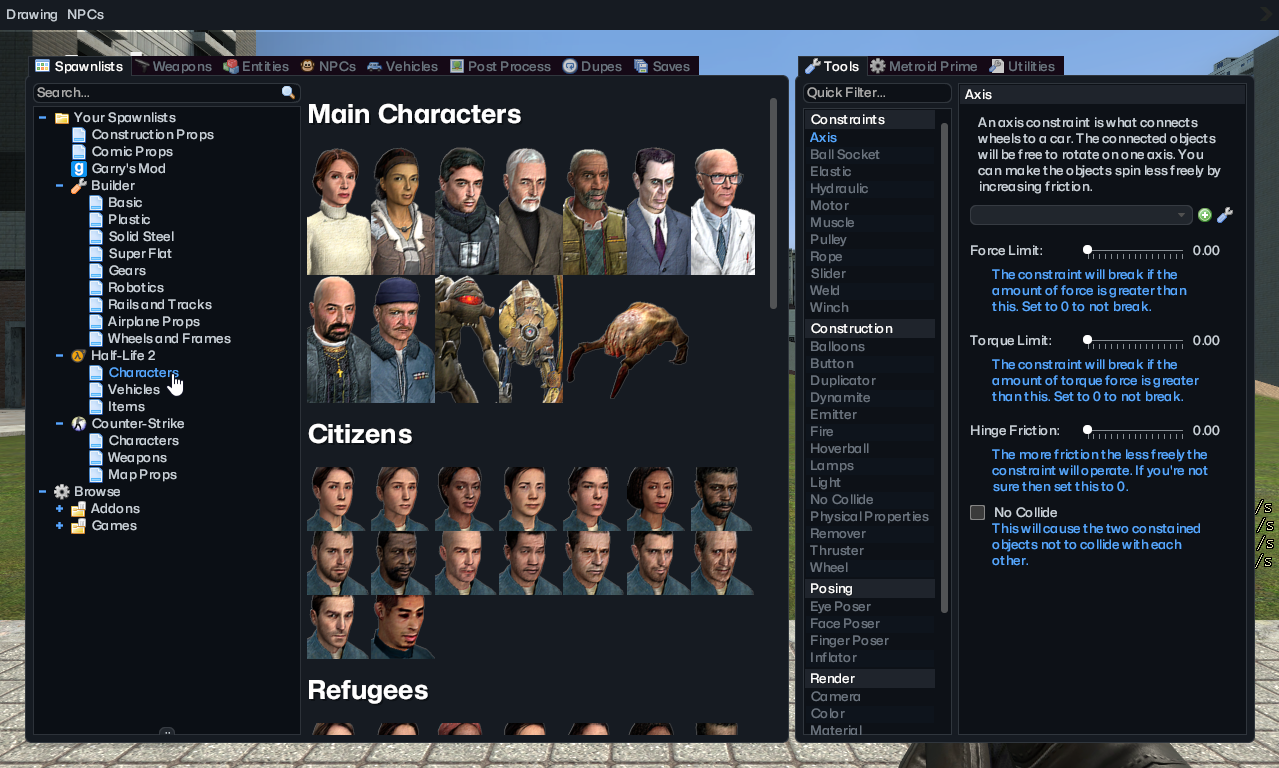 Drawing NPCs
Spawnlists Weapons Entities NPCs Vehicles Post Process Dupes Saves
Search...
Your Spawnlists
Construction Props
Comic Props
Garry's Mod
Builder
Basic
Plastic
Solid Steel
Super Flat
Gears
Robotics
Rails and Tracks
Airplane Props
Wheels and Frames
Half-Life 2
Characters
Vehicles
Items
Counter-Strike
Characters
Weapons
Map Props
Browse
Addons
Games
Main Characters
Citizens
Refugees
Tools Metroid Prime Utilities
Quick Filter...
Constraints
Axis
Ball Socket
Elastic
Hydraulic
Motor
Muscle
Pulley
Rope
Slider
Weld
Winch
Construction
Balloons
Button
Duplicator
Dynamite
Emitter
Fire
Hoverball
Lamps
Light
No Collide
Physical Properties
Remover
Thruster
Wheel
Posing
Eye Poser
Face Poser
Finger Poser
Inflator
Render
Camera
Color
Material
Axis
An axis constraint is what connects
wheels to a car. The connected objects
will be free to rotate on one axis. You
can make the objects spin less freely by
increasing friction.
Force Limit: 0.00
The constraint will break if the
amount of force is greater than
this. Set to 0 to not break.
Torque Limit: 0.00
The constraint will break if the
amount of torque force is greater
than this. Set to 0 to not break.
Hinge Friction: 0.00
The more friction the less freely the
constraint will operate. If you're not
sure then set this to 0.
No Collide
This will cause the two constained
objects not to collide with each
other.
/s
/s
/s
/s